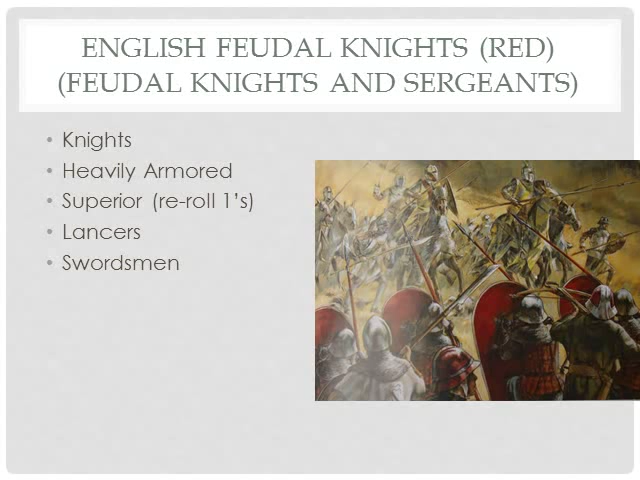 ENGLISH FEUDAL KNIGHTS (RED)
(FEUDAL KNIGHTS AND SERGEANTS)
• Knights
• Heavily Armored
• Superior (re-roll 1's)
• Lancers
• Swordsmen